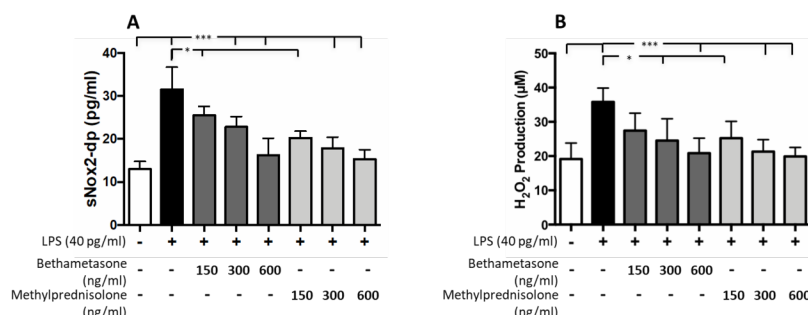 A
***
*
sNox2-dp (pg/ml)
40
30
20
10
0
LPS (40 pg/ml) - + + + + + + +
Bethametasone
(ng/ml) - - 150 300 600 - - -
Methylprednisolone
(ng/ml) - - - - - 150 300 600
B
***
*
H2O2 Production (µM)
50
40
30
20
10
0
LPS (40 pg/ml) - + + + + + + +
Bethametasone
(ng/ml) - - 150 300 600 - - -
Methylprednisolone
(ng/ml) - - - - - 150 300 600